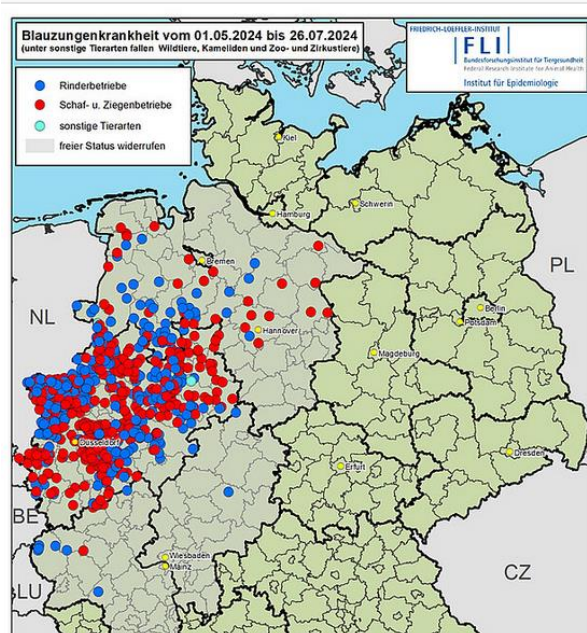 Blauzungenkrankheit vom 01.05.2024 bis 26.07.2024
(unter sonstige Tierarten fallen Wildtiere, Kameliden und Zoo- und Zirkustiere)
FRIEDRICH-LOEFFLER-INSTITUT
FLI
Bundesforschungsinstitut für Tiergesundheit
Federal Research Institute for Animal Health
Institut für Epidemiologie
Rinderbetriebe
Schaf- u. Ziegenbetriebe
sonstige Tierarten
freier Status widerrufen
Kiel
Schwerin
Hamburg
Bremen
PL
Berlin
NL
Potsdam
Hannover
Magdeburg
Düsseldorf
Dresden
Erfurt
BE
Wiesbaden
Mainz
CZ
LU